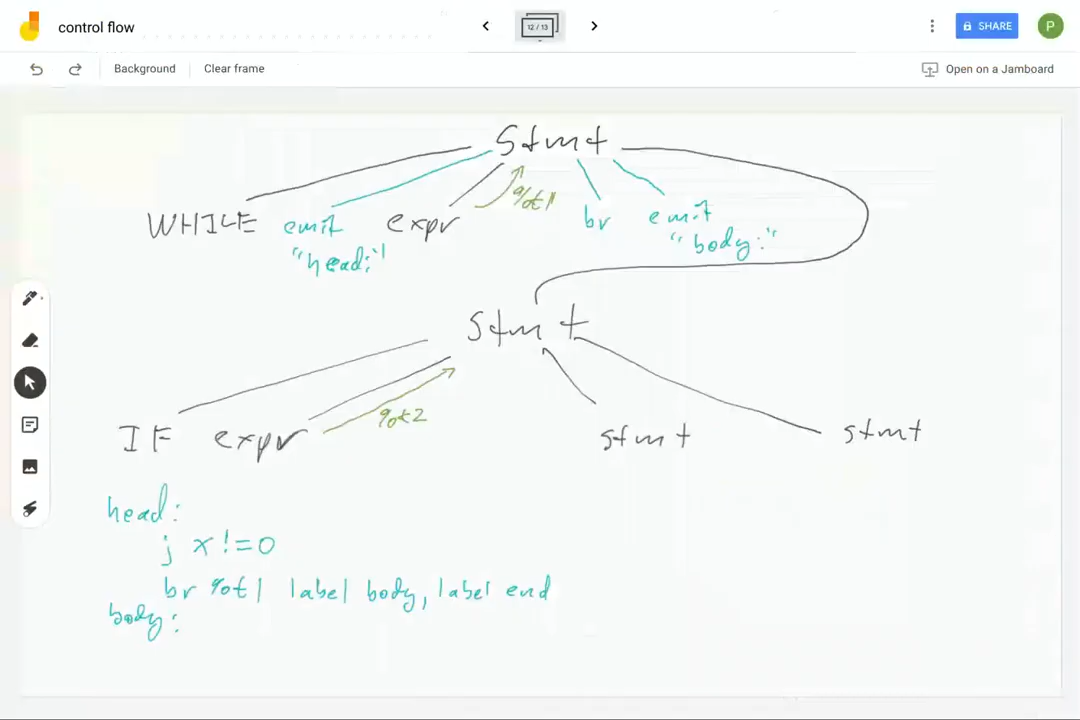 control flow
12 / 13
SHARE
P
Background
Clear frame
Open on a Jamboard
Stmt
WHILE emit expr %t1 br emit
"head:" "body:"
Stmt
%t2
IF expr stmt stmt
head:
j x!=0
br %t1 label body, label end
body: